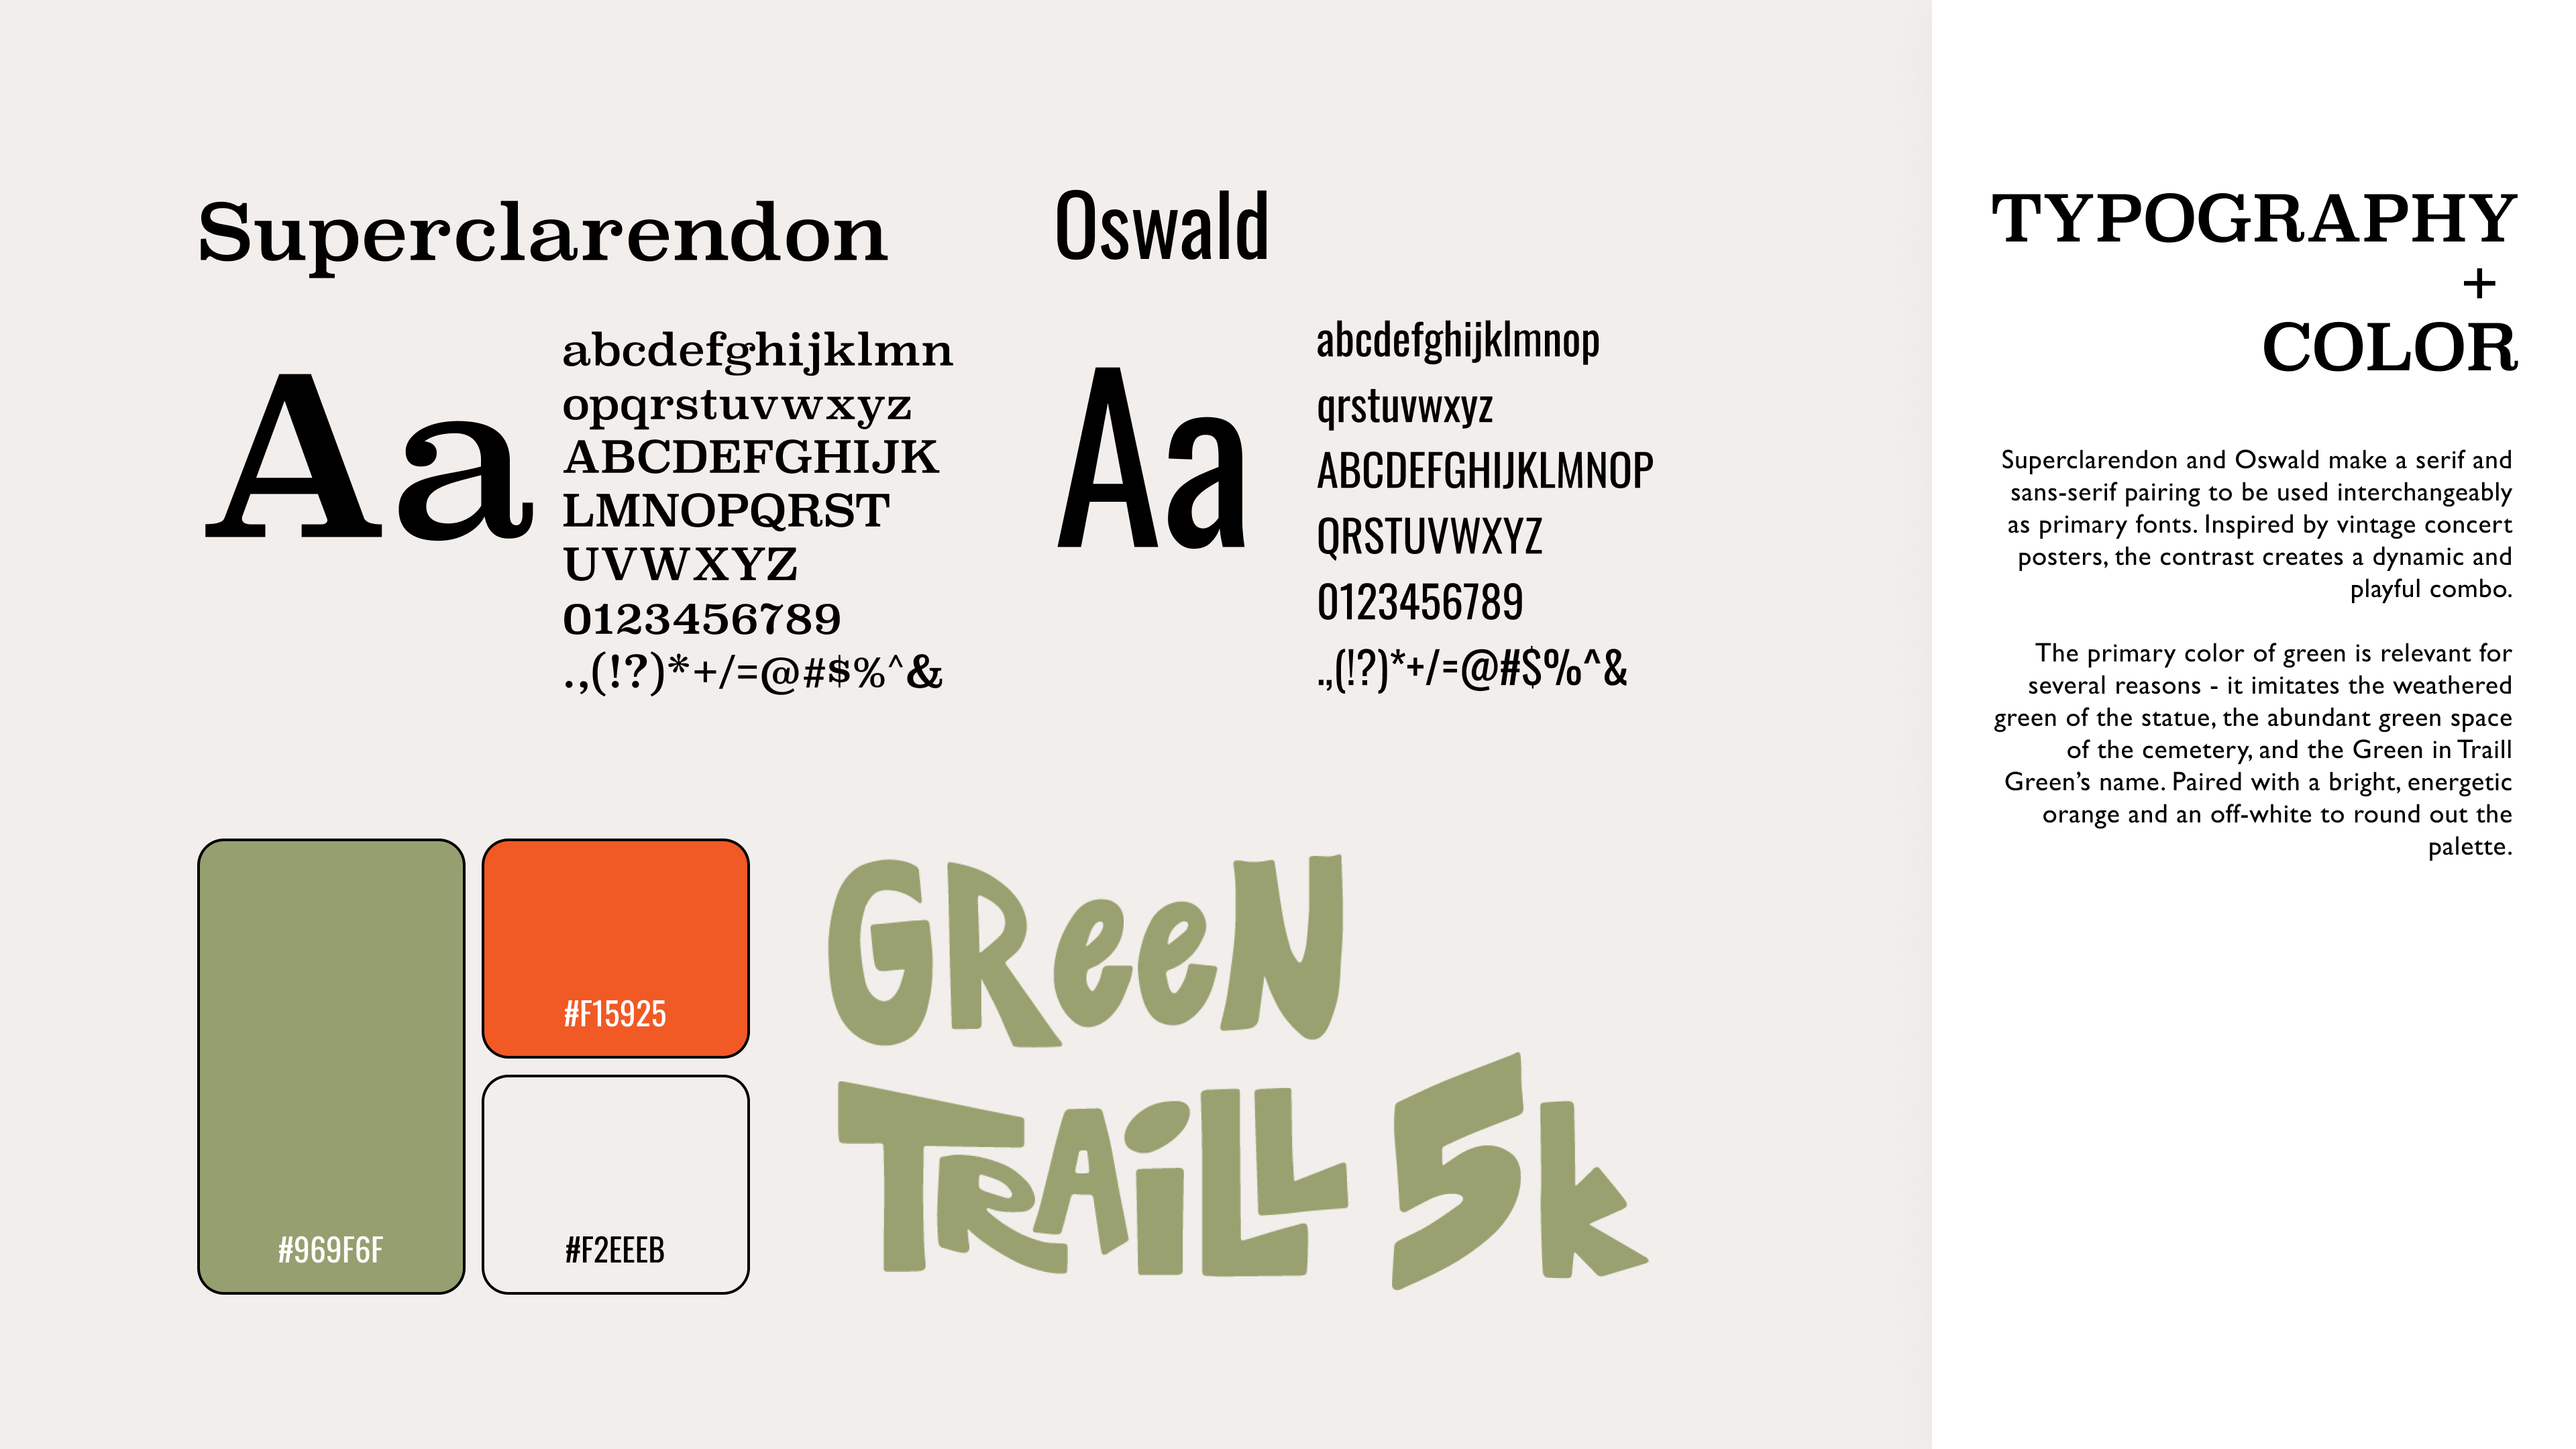 Superclarendon
Aa
abcdefghijklmn
opqrstuvwxyz
ABCDEFGHIJK
LMNOPQRST
UVWXYZ
0123456789
.,(!?)*+/=@#$%^&
Oswald
Aa
abcdefghijklmnop
qrstuvwxyz
ABCDEFGHIJKLMNOP
QRSTUVWXYZ
0123456789
.,(!?)*+/=@#$%^&
#969F6F
#F15925
#F2EEEB
GReeN
TRAiLL 5k
TYPOGRAPHY
+
COLOR
Superclarendon and Oswald make a serif and
sans-serif pairing to be used interchangeably
as primary fonts. Inspired by vintage concert
posters, the contrast creates a dynamic and
playful combo.
The primary color of green is relevant for
several reasons - it imitates the weathered
green of the statue, the abundant green space
of the cemetery, and the Green in Traill
Green’s name. Paired with a bright, energetic
orange and an off-white to round out the
palette.